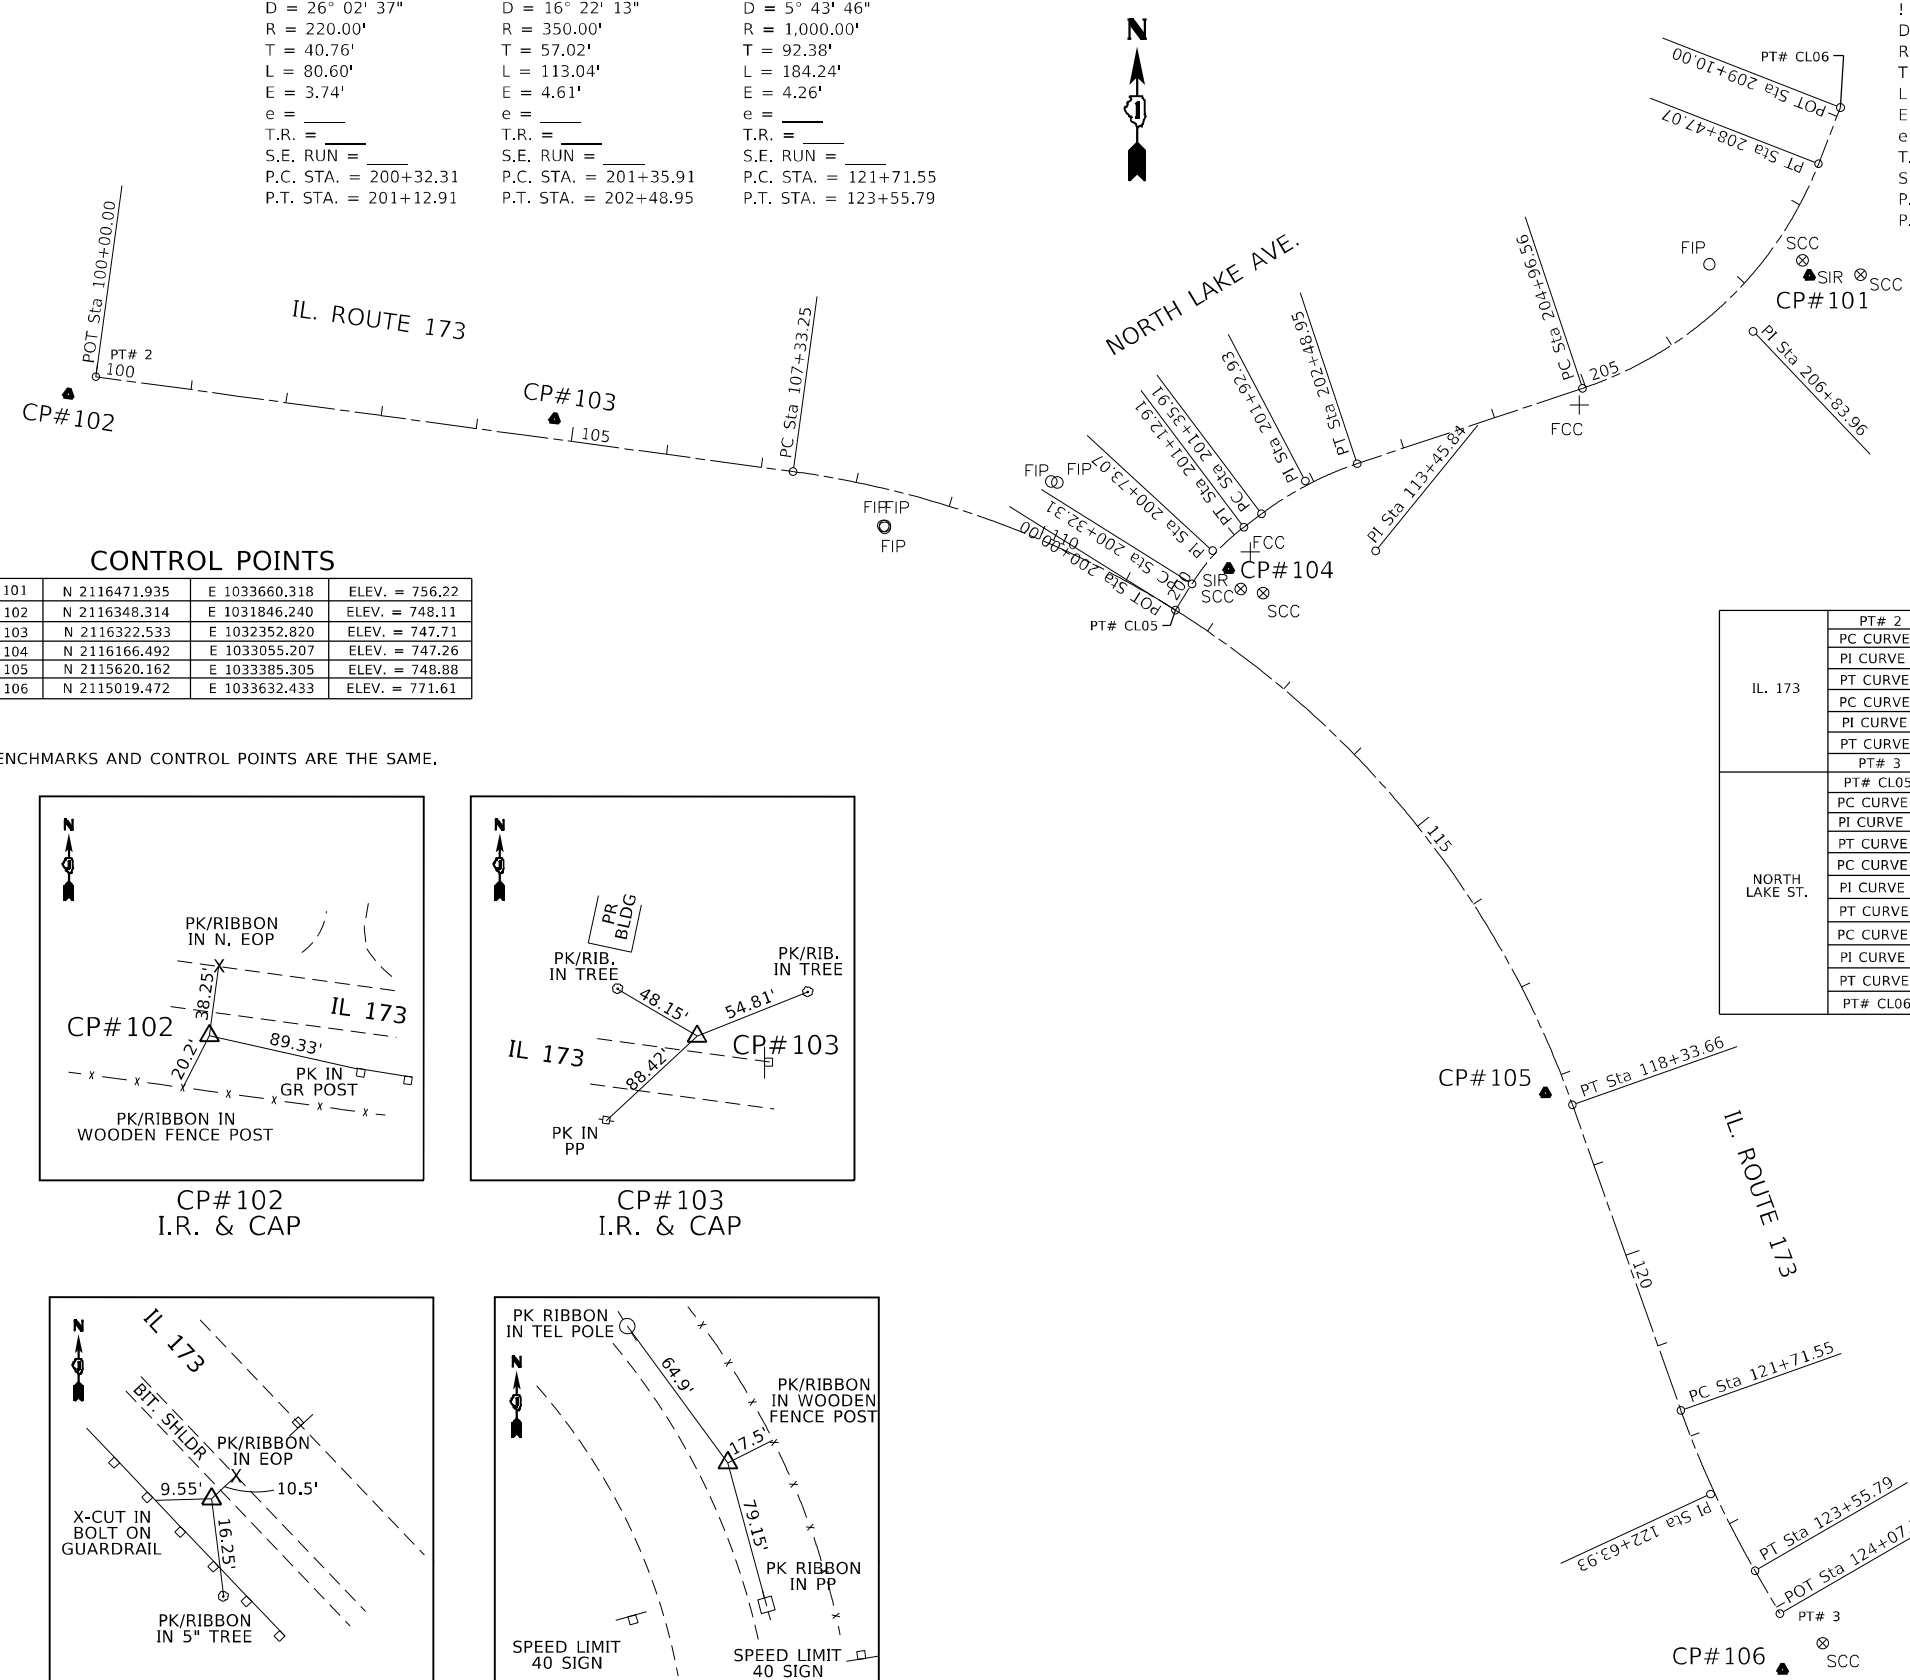 D = 26° 02' 37"
R = 220.00'
T = 40.76'
L = 80.60'
E = 3.74'
e = ____
T.R. = ____
S.E. RUN = ____
P.C. STA. = 200+32.31
P.T. STA. = 201+12.91
D = 16° 22' 13"
R = 350.00'
T = 57.02'
L = 113.04'
E = 4.61'
e = ____
T.R. = ____
S.E. RUN = ____
P.C. STA. = 201+35.91
P.T. STA. = 202+48.95
D = 5° 43' 46"
R = 1,000.00'
T = 92.38'
L = 184.24'
E = 4.26'
e = ____
T.R. = ____
S.E. RUN = ____
P.C. STA. = 121+71.55
P.T. STA. = 123+55.79
N
D
R
T
L
E
e
T.
S
P.
P.
PT# CL06
POT Sta 209+10.00
PT Sta 208+47.07
FIP
SCC
SIR
SCC
CP#101
PI Sta 206+83.96
205
PC Sta 204+96.56
FCC
NORTH LAKE AVE.
PT Sta 202+48.95
PI Sta 201+92.93
PC Sta 201+35.91
PT Sta 201+12.91
PI Sta 200+73.07
PC Sta 200+32.31
POT Sta 200+00.00
PI Sta 113+45.84
FIP
FIP
FCC
CP#104
SIR
SCC
SCC
200
110
PT# CL05
POT Sta 100+00.00
PT# 2
100
CP#102
IL. ROUTE 173
CP#103
105
PC Sta 107+33.25
FIP
FIP
FIP
CONTROL POINTS
101 N 2116471.935 E 1033660.318 ELEV. = 756.22
102 N 2116348.314 E 1031846.240 ELEV. = 748.11
103 N 2116322.533 E 1032352.820 ELEV. = 747.71
104 N 2116166.492 E 1033055.207 ELEV. = 747.26
105 N 2115620.162 E 1033385.305 ELEV. = 748.88
106 N 2115019.472 E 1033632.433 ELEV. = 771.61
ENCHMARKS AND CONTROL POINTS ARE THE SAME.
IL. 173
PT# 2
PC CURVE
PI CURVE
PT CURVE
PC CURVE
PI CURVE
PT CURVE
PT# 3
NORTH
LAKE ST.
PT# CL05
PC CURVE
PI CURVE
PT CURVE
PC CURVE
PI CURVE
PT CURVE
PC CURVE
PI CURVE
PT CURVE
PT# CL06
115
CP#105
PT Sta 118+33.66
IL. ROUTE 173
120
PC Sta 121+71.55
PI Sta 122+63.93
PT Sta 123+55.79
POT Sta 124+07.
PT# 3
CP#106
SCC
N
PK/RIBBON
IN N. EOP
38.25'
IL 173
CP#102
89.33'
20.2'
PK IN
GR POST
PK/RIBBON IN
WOODEN FENCE POST
CP#102
I.R. & CAP
N
PR
BLDG
PK/RIB.
IN TREE
PK/RIB.
IN TREE
48.15'
54.81'
IL 173
CP#103
88.42'
PK IN
PP
CP#103
I.R. & CAP
N
IL 173
BIT. SHLDR
PK/RIBBON
IN EOP
9.55'
10.5'
X-CUT IN
BOLT ON
GUARDRAIL
16.25'
PK/RIBBON
IN 5" TREE
PK RIBBON
IN TEL POLE
N
64.9'
PK/RIBBON
IN WOODEN
FENCE POST
17.5'
79.15'
PK RIBBON
IN PP
SPEED LIMIT
40 SIGN
SPEED LIMIT
40 SIGN